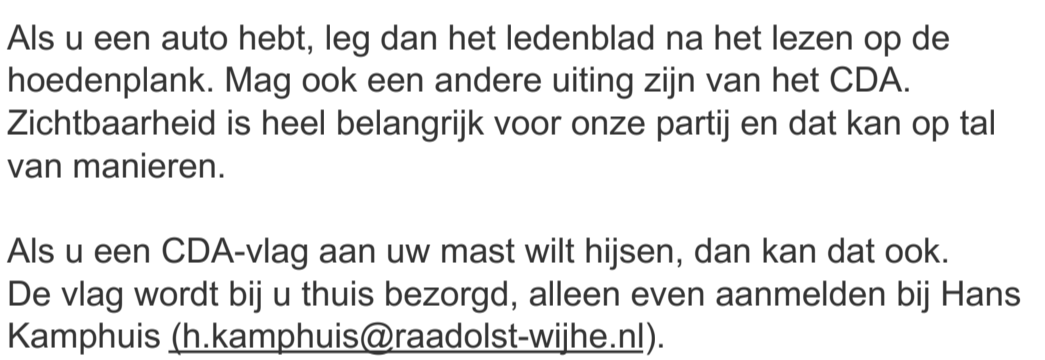 Als u een auto hebt, leg dan het ledenblad na het lezen op de
hoedenplank. Mag ook een andere uiting zijn van het CDA.
Zichtbaarheid is heel belangrijk voor onze partij en dat kan op tal
van manieren.
Als u een CDA-vlag aan uw mast wilt hijsen, dan kan dat ook.
De vlag wordt bij u thuis bezorgd, alleen even aanmelden bij Hans
Kamphuis (h.kamphuis@raadolst-wijhe.nl).